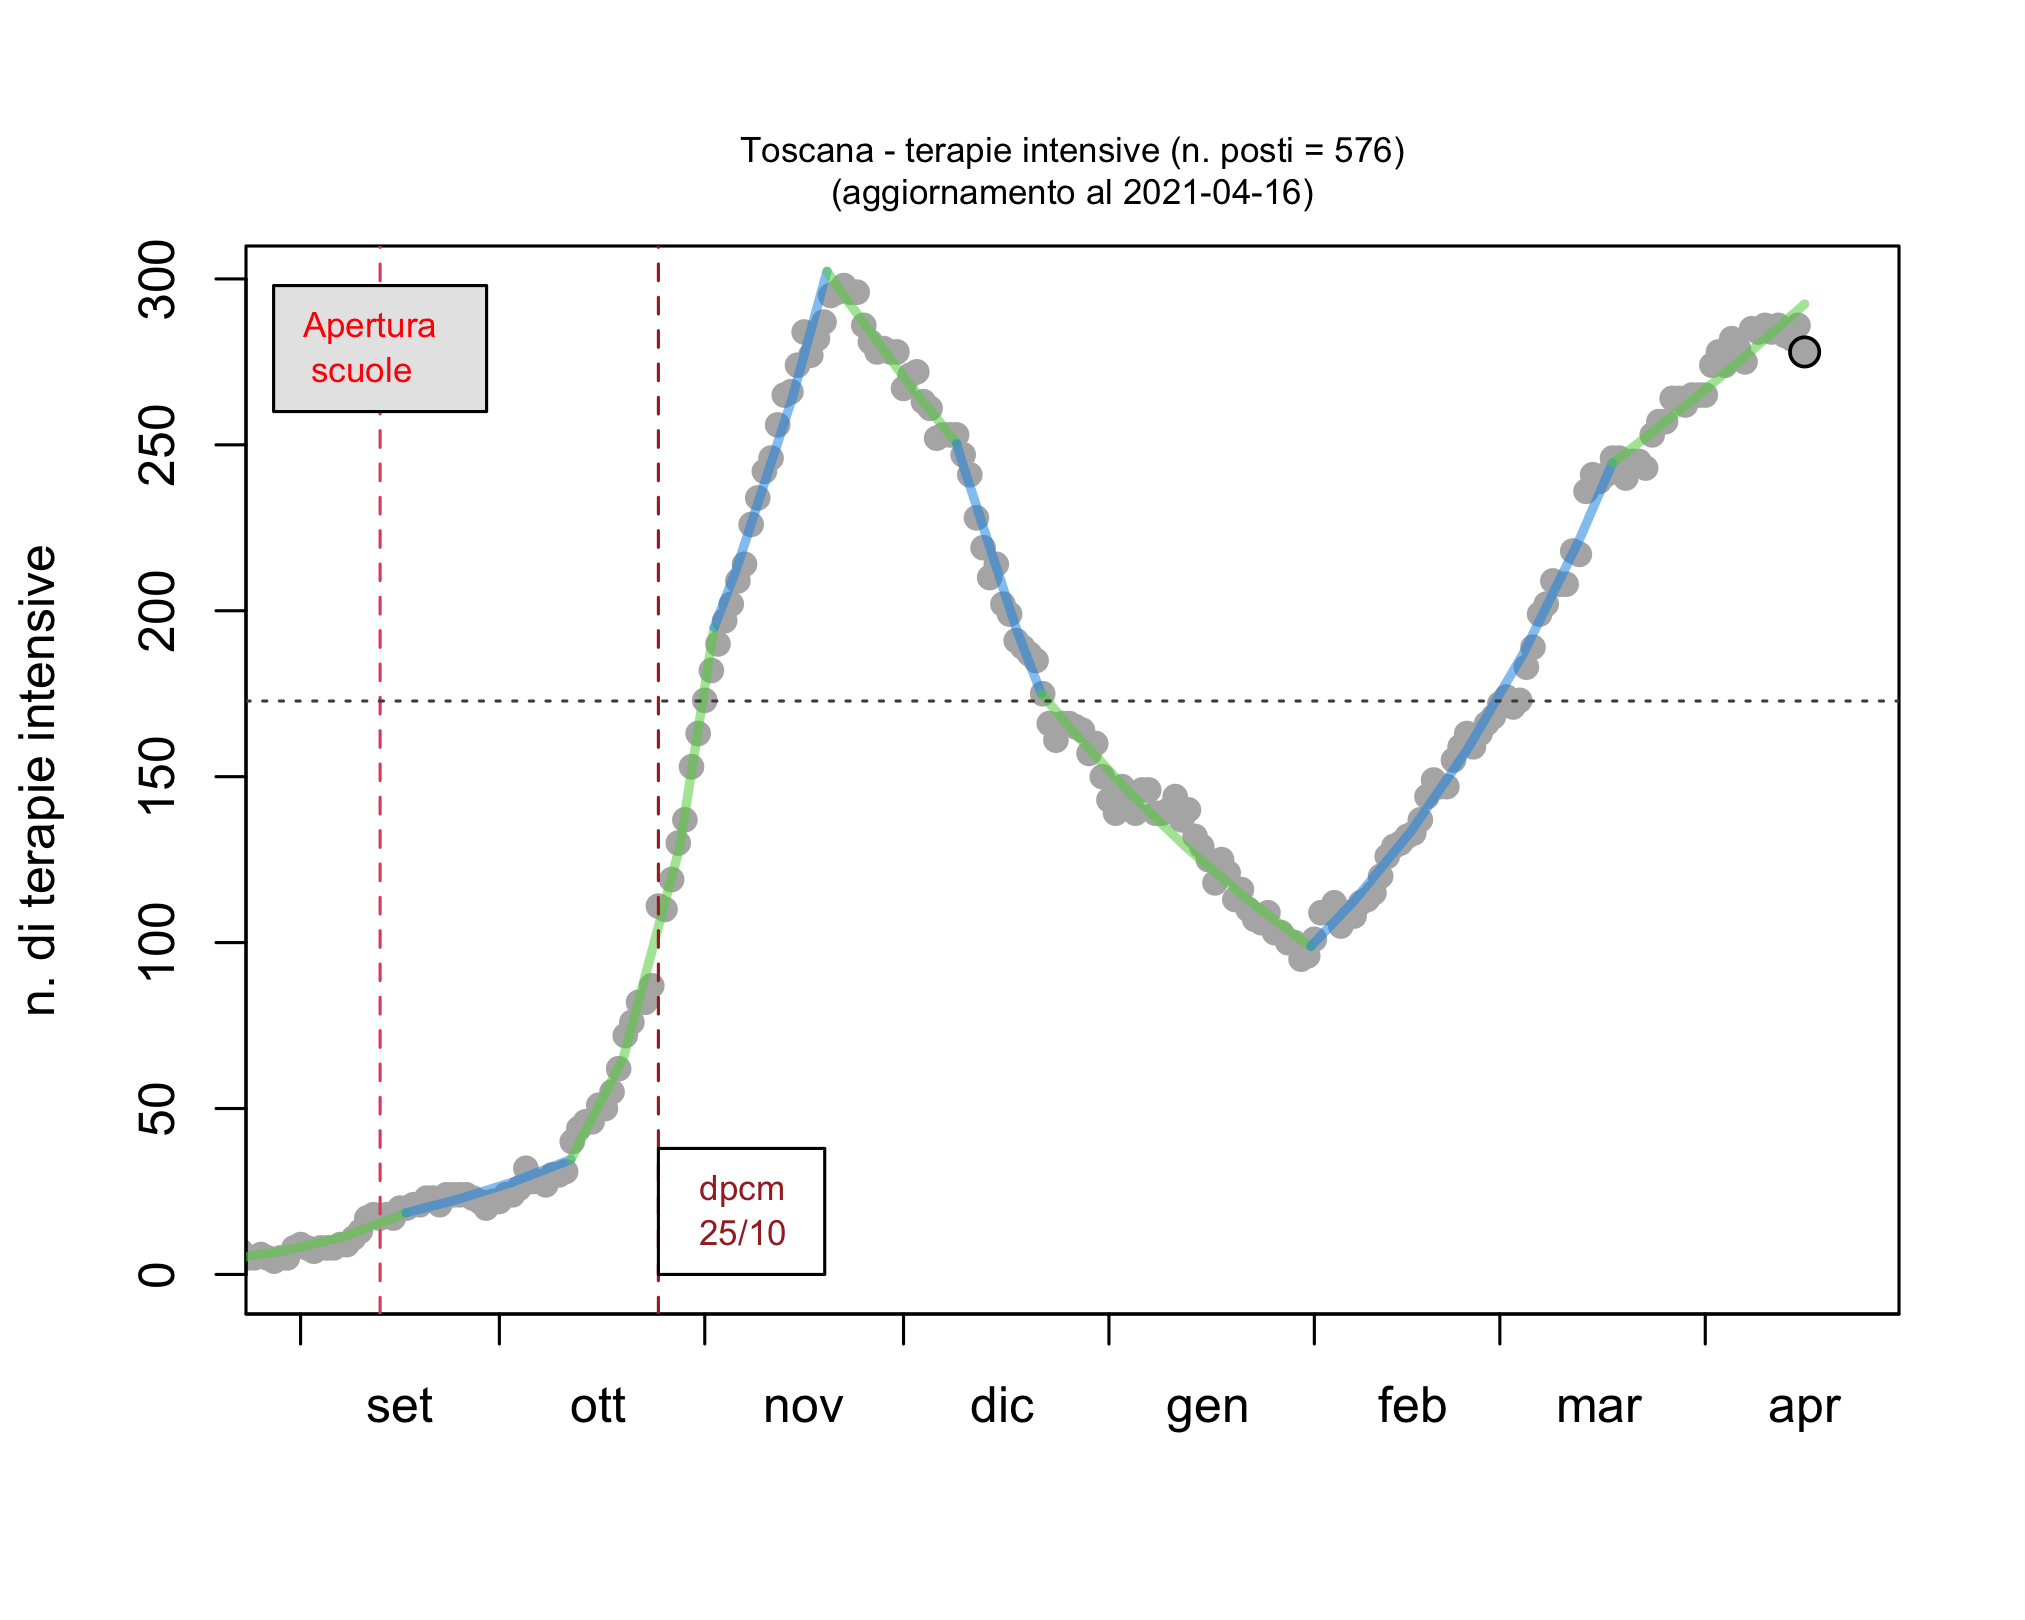 Toscana - terapie intensive (n. posti = 576)
(aggiornamento al 2021-04-16)
n. di terapie intensive
300
250
200
150
100
50
0
Apertura
scuole
dpcm
25/10
set
ott
nov
dic
gen
feb
mar
apr